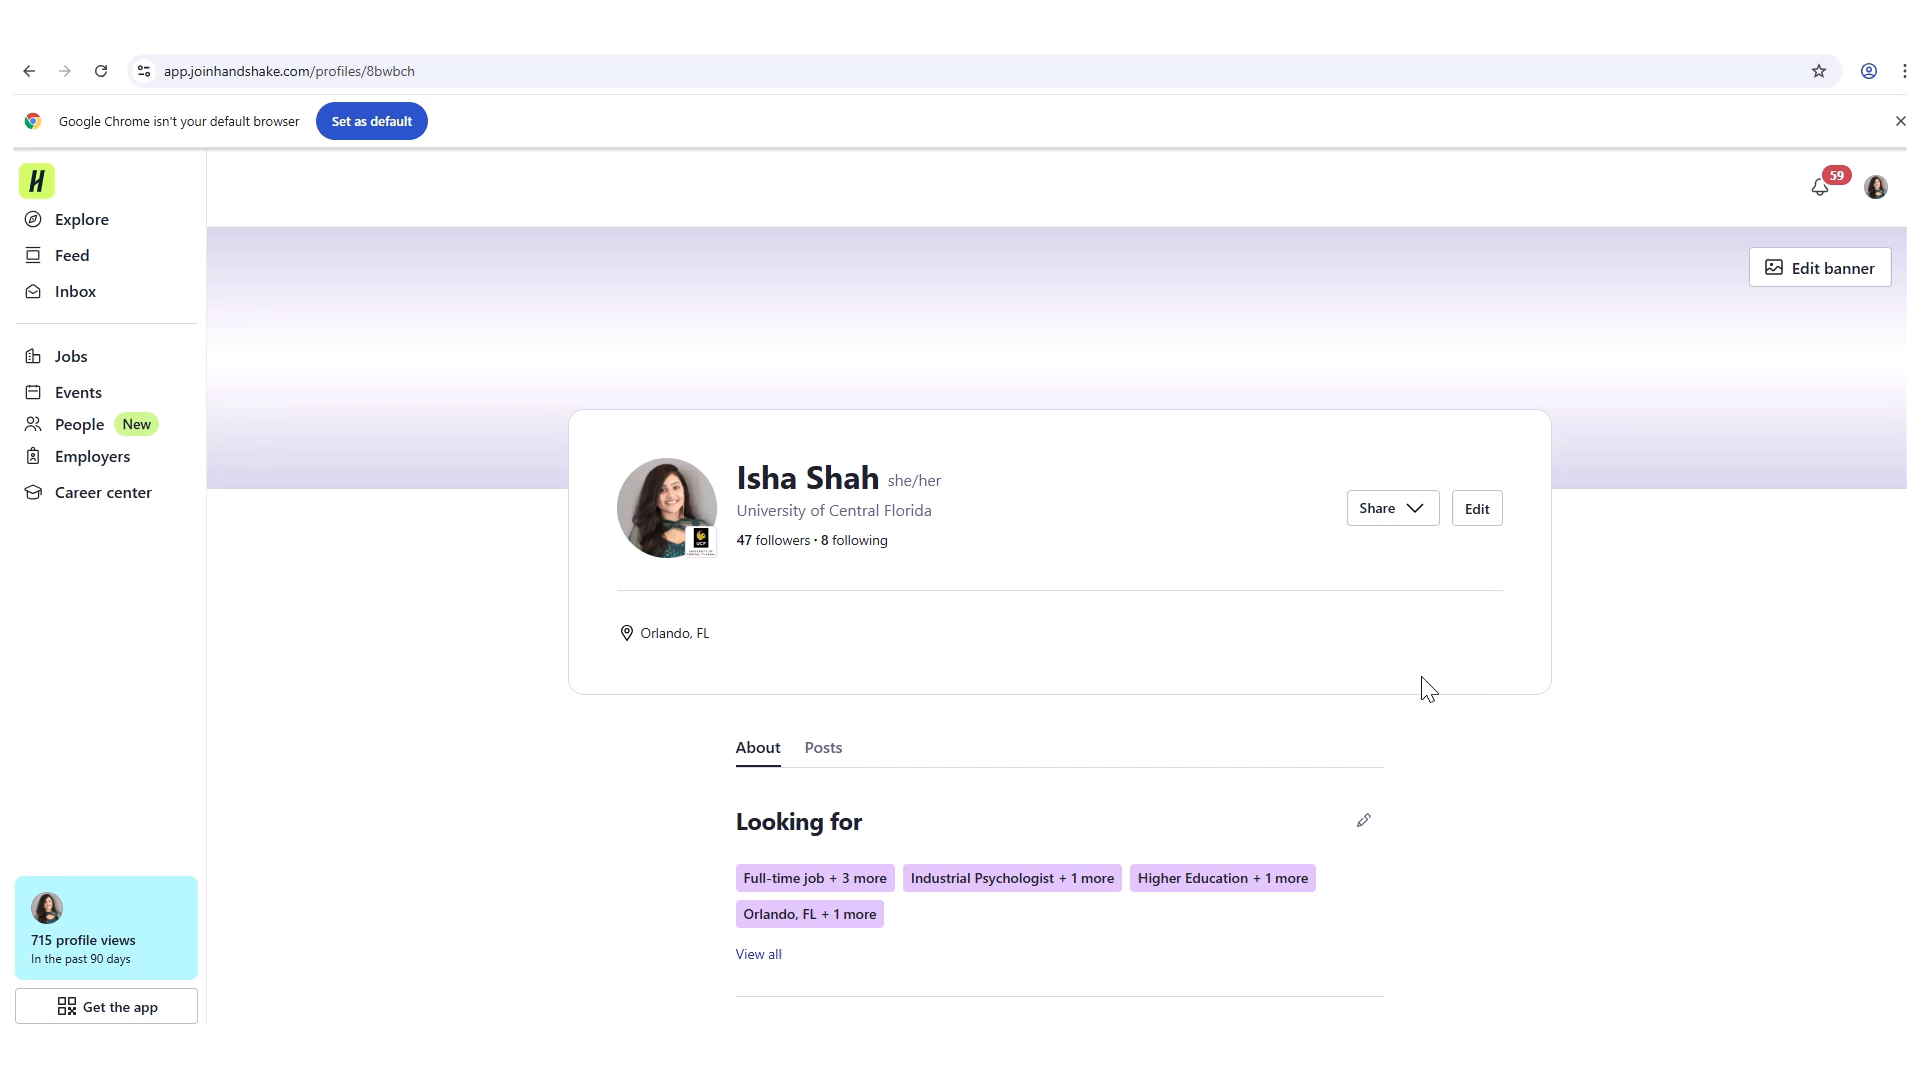 app.joinhandshake.com/profiles/8bwbch
Google Chrome isn't your default browser
Set as default
H
59
Explore
Feed
Inbox
Edit banner
Jobs
Events
People New
Employers
Career center
Isha Shah she/her
University of Central Florida
47 followers • 8 following
Share
Edit
UCF
Orlando, FL
About Posts
Looking for
Full-time job + 3 more
Industrial Psychologist + 1 more
Higher Education + 1 more
Orlando, FL + 1 more
View all
715 profile views
In the past 90 days
Get the app